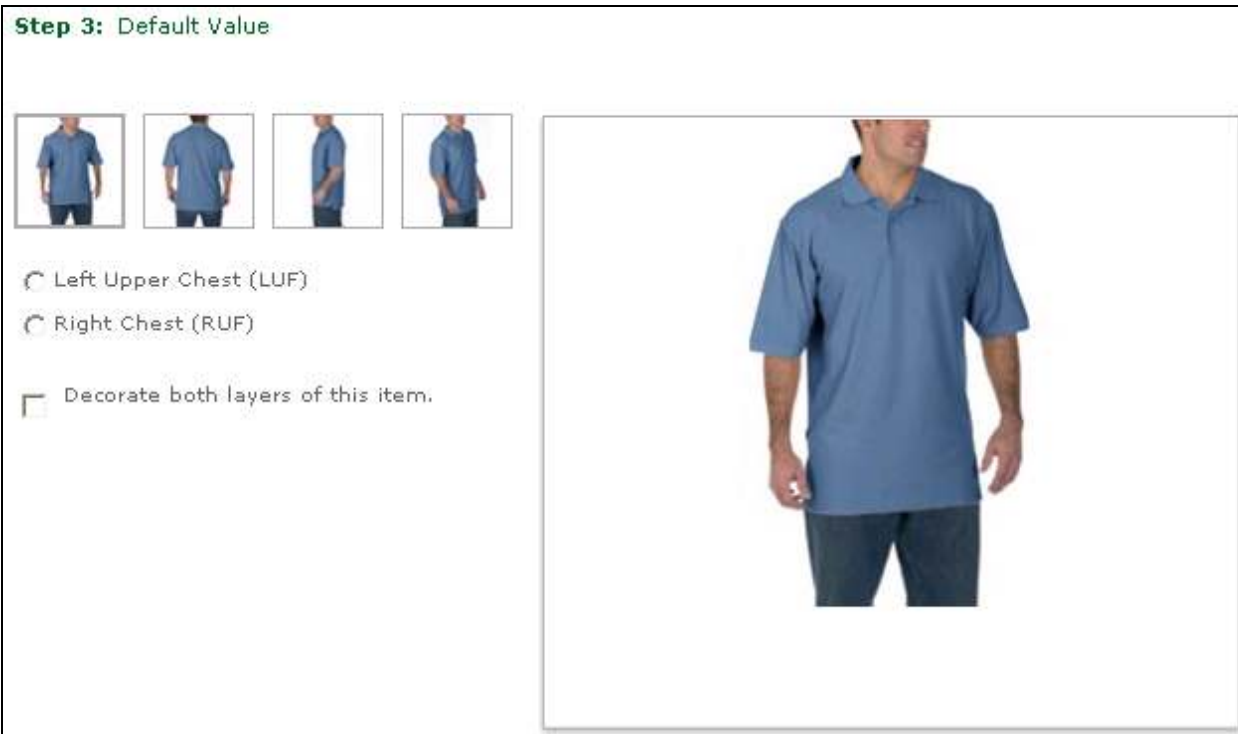 Step 3: Default Value
Left Upper Chest (LUF)
Right Chest (RUF)
Decorate both layers of this item.